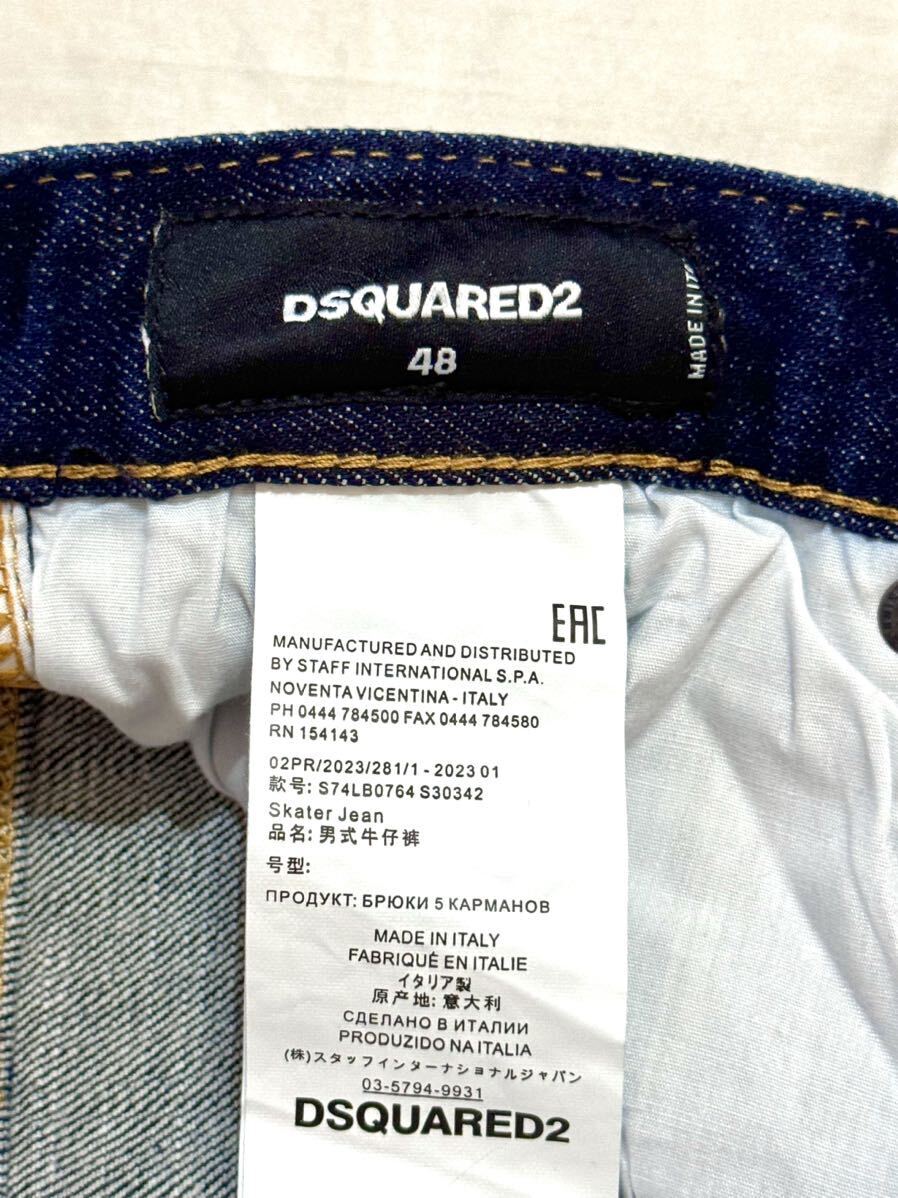 DSQUARED2
48
MADE IN
EAC
MANUFACTURED AND DISTRIBUTED
BY STAFF INTERNATIONAL S.P.A.
NOVENTA VICENTINA - ITALY
PH 0444 784500 FAX 0444 784580
RN 154143
02PR/2023/281/1 - 2023 01
款号: S74LB0764 S30342
Skater Jean
品名: 男式牛仔裤
号型:
ПРОДУКТ: БРЮКИ 5 КАРМАНОВ
MADE IN ITALY
FABRIQUÉ EN ITALIE
イタリア製
原产地: 意大利
СДЕЛАНО В ИТАЛИИ
PRODUZIDO NA ITALIA
(株)スタッフインターナショナルジャパン
03-5794-9931
DSQUARED2